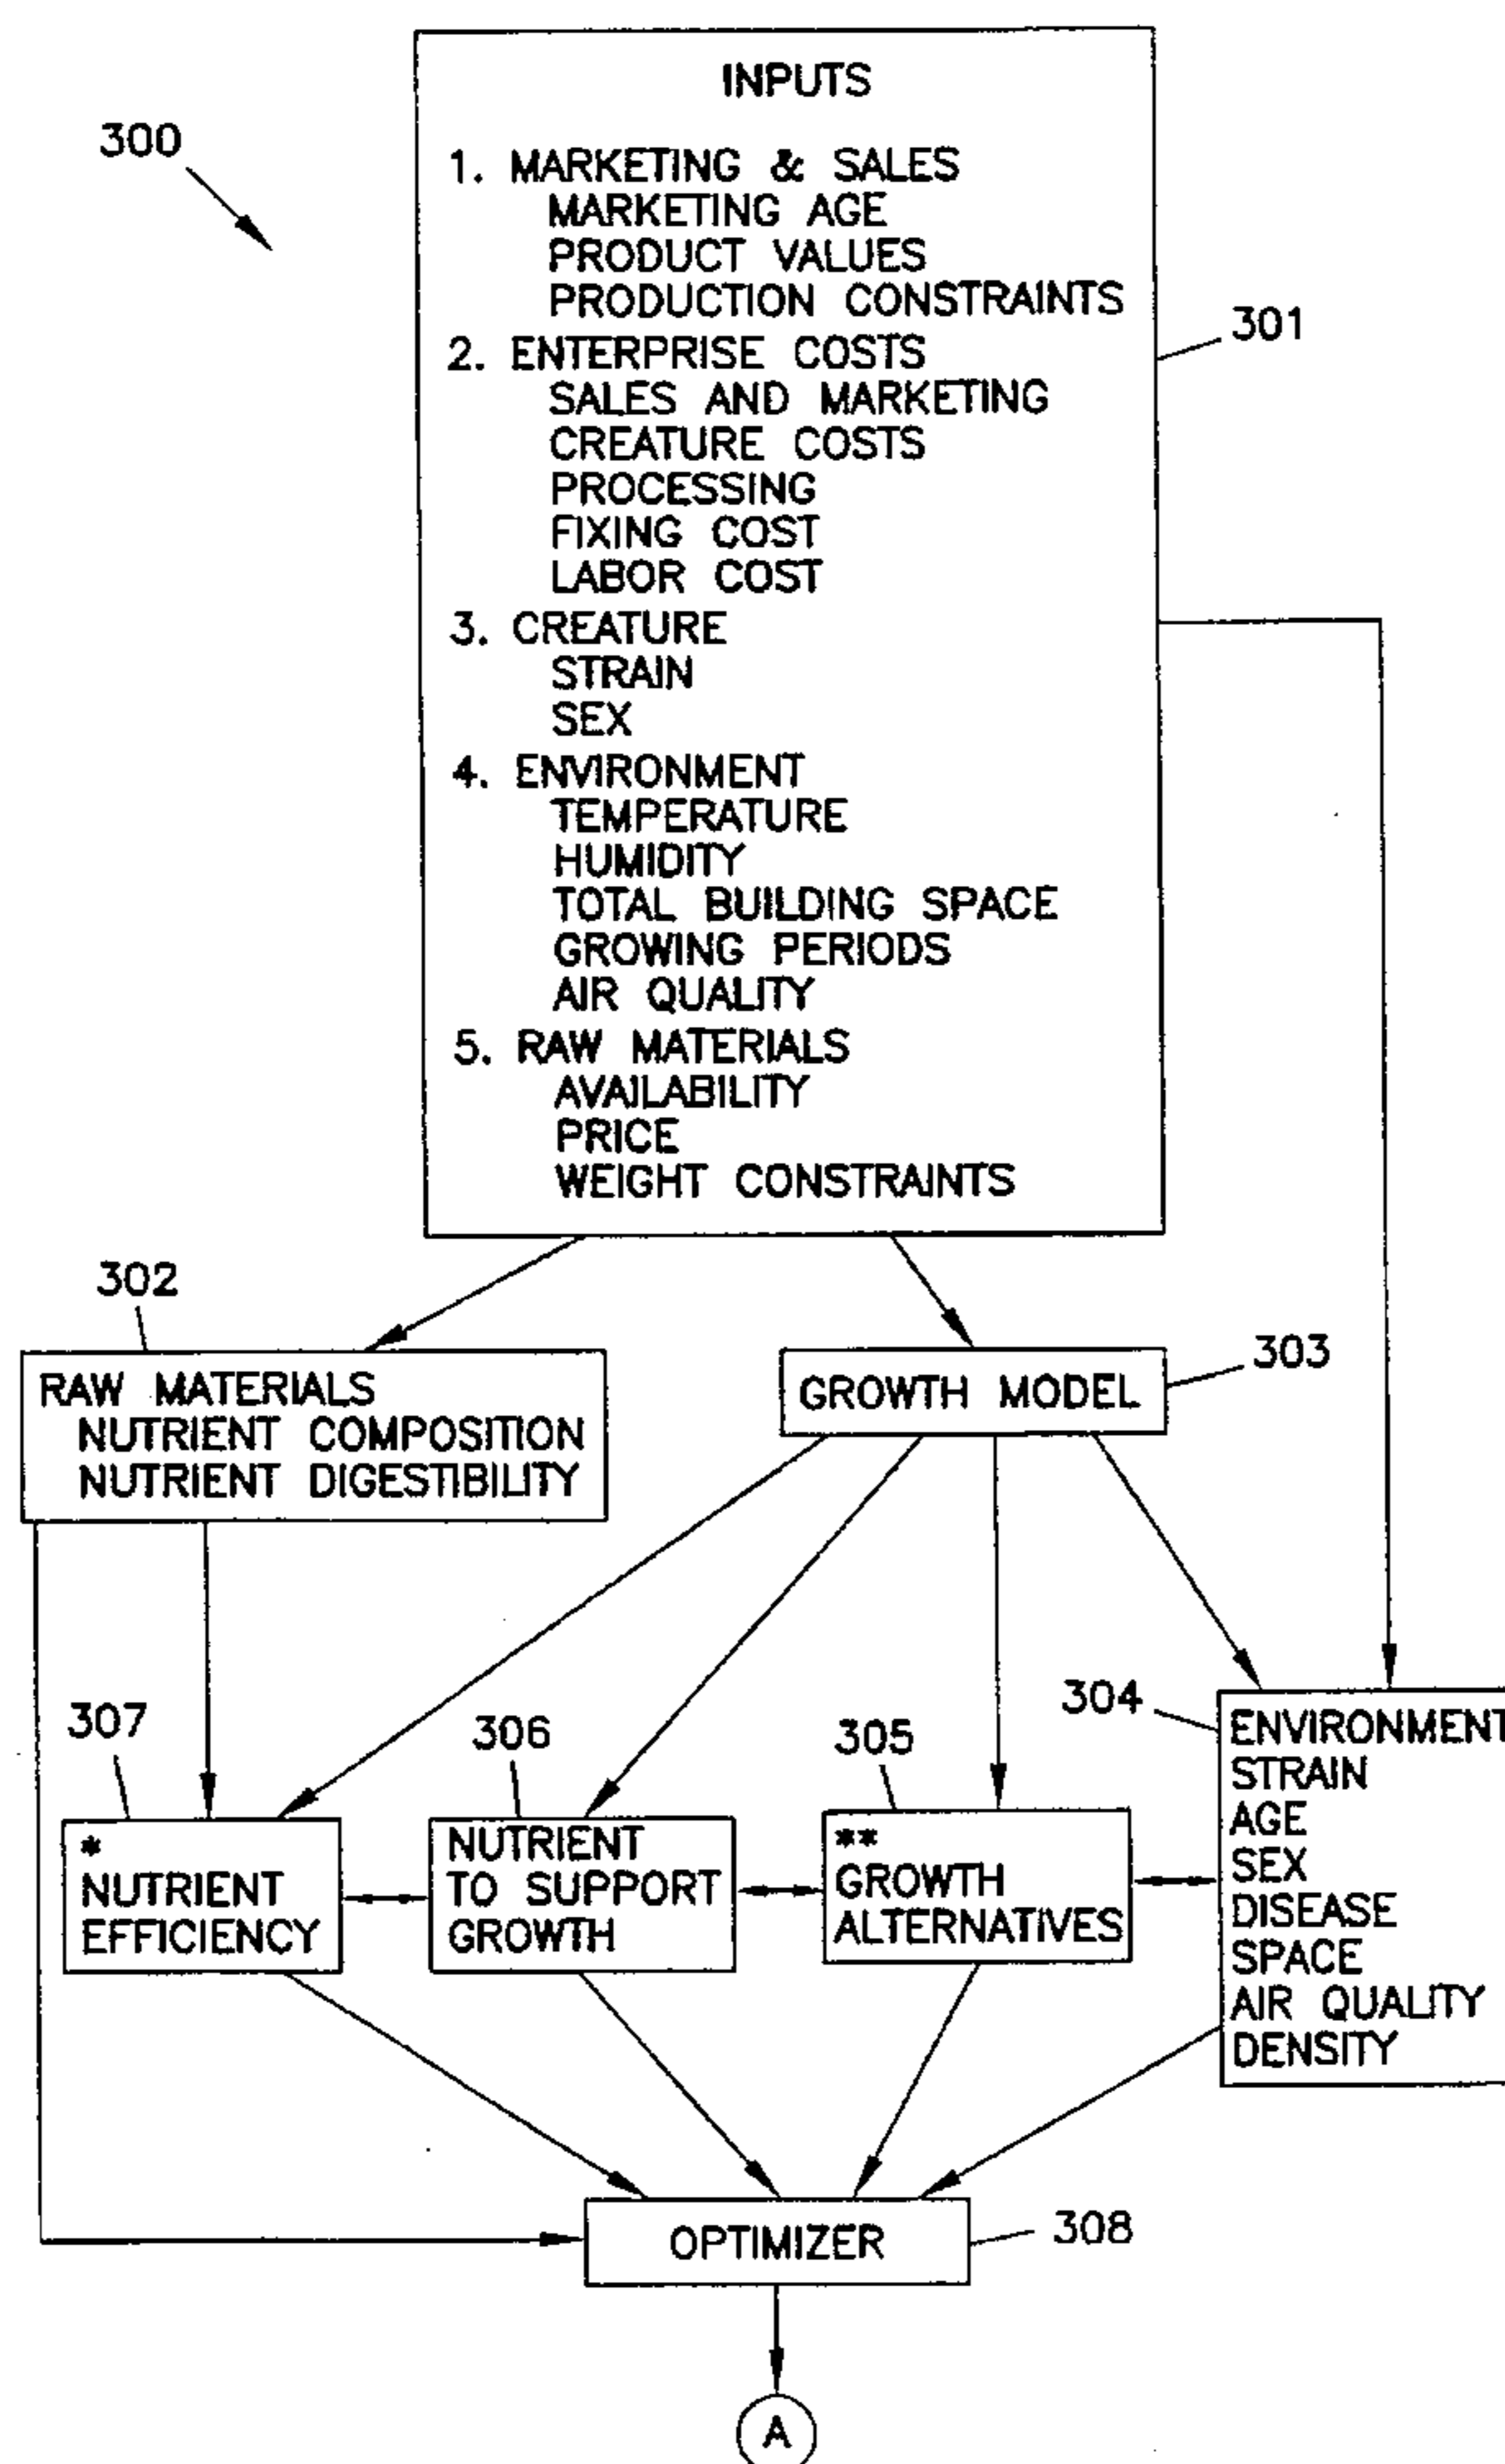 300
INPUTS
1. MARKETING & SALES
MARKETING AGE
PRODUCT VALUES
PRODUCTION CONSTRAINTS
301
2. ENTERPRISE COSTS
SALES AND MARKETING
CREATURE COSTS
PROCESSING
FIXING COST
LABOR COST
3. CREATURE
STRAIN
SEX
4. ENVIRONMENT
TEMPERATURE
HUMIDITY
TOTAL BUILDING SPACE
GROWING PERIODS
AIR QUALITY
5. RAW MATERIALS
AVAILABILITY
PRICE
WEIGHT CONSTRAINTS
302
RAW MATERIALS
NUTRIENT COMPOSITION
NUTRIENT DIGESTIBILITY
303
GROWTH MODEL
307
*
NUTRIENT
EFFICIENCY
306
NUTRIENT
TO SUPPORT
GROWTH
305
**
GROWTH
ALTERNATIVES
304
ENVIRONMENT
STRAIN
AGE
SEX
DISEASE
SPACE
AIR QUALITY
DENSITY
OPTIMIZER
308
A